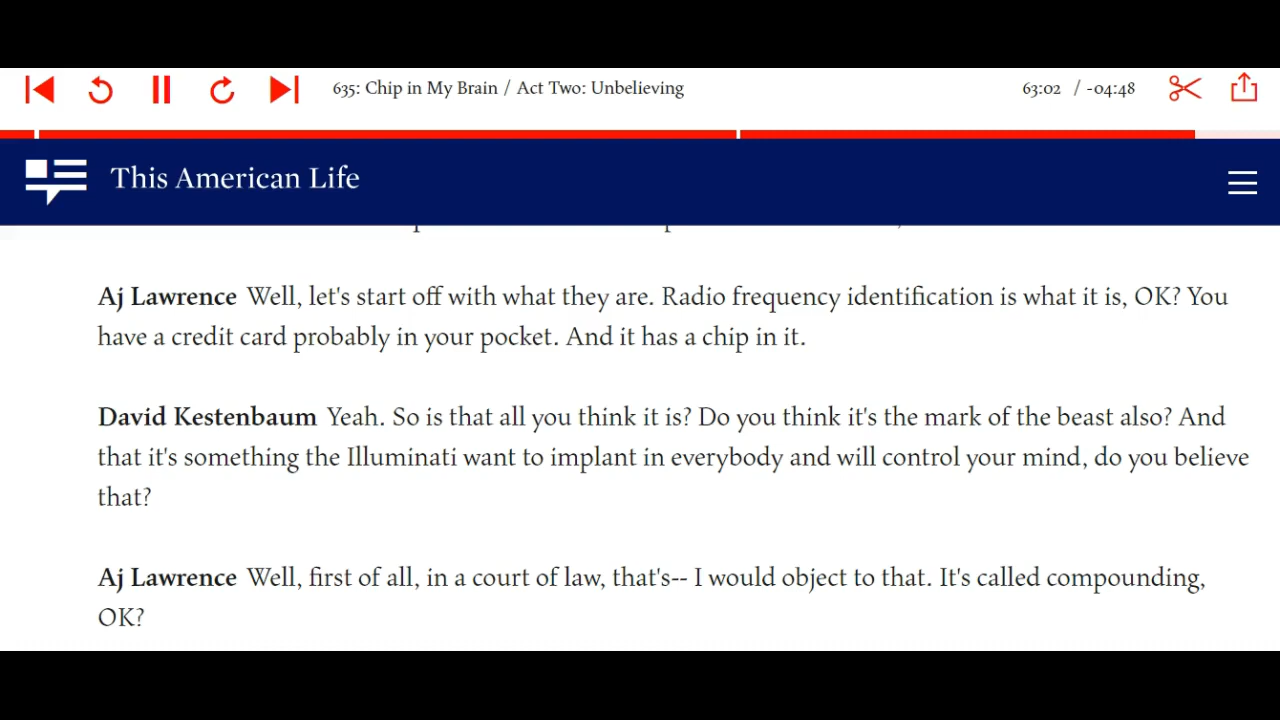 635: Chip in My Brain / Act Two: Unbelieving
63:02 / -04:48
This American Life
Aj Lawrence Well, let's start off with what they are. Radio frequency identification is what it is, OK? You
have a credit card probably in your pocket. And it has a chip in it.
David Kestenbaum Yeah. So is that all you think it is? Do you think it's the mark of the beast also? And
that it's something the Illuminati want to implant in everybody and will control your mind, do you believe
that?
Aj Lawrence Well, first of all, in a court of law, that's-- I would object to that. It's called compounding,
OK?